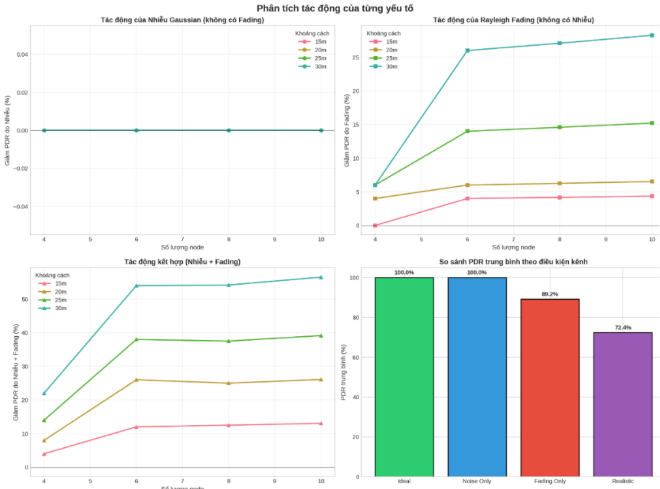 Phân tích tác động của từng yếu tố
Tác động của Nhiễu Gaussian (không có Fading)
Khoảng cách
15m
20m
25m
30m
Giảm PDR do Nhiễu (%)
0.04
0.02
0.00
−0.02
−0.04
4 5 6 7 8 9 10
Số lượng node
Tác động của Rayleigh Fading (không có Nhiễu)
Khoảng cách
15m
20m
25m
30m
Giảm PDR do Fading (%)
25
20
15
10
5
0
4 5 6 7 8 9 10
Số lượng node
Tác động kết hợp (Nhiễu + Fading)
Khoảng cách
15m
20m
25m
30m
Giảm PDR do Nhiễu + Fading (%)
50
40
30
20
10
0
4 5 6 7 8 9 10
So sánh PDR trung bình theo điều kiện kênh
PDR trung bình (%)
100
80
60
40
20
0
100.0%
100.0%
89.2%
72.4%
Ideal
Noise Only
Fading Only
Realistic